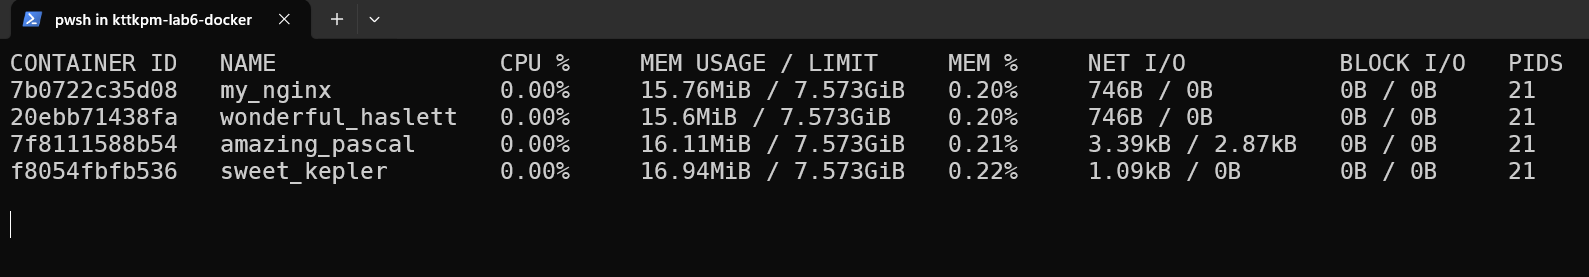 pwsh in kttkpm-lab6-docker
CONTAINER ID NAME CPU % MEM USAGE / LIMIT MEM % NET I/O BLOCK I/O PIDS
7b0722c35d08 my_nginx 0.00% 15.76MiB / 7.573GiB 0.20% 746B / 0B 0B / 0B 21
20ebb71438fa wonderful_haslett 0.00% 15.6MiB / 7.573GiB 0.20% 746B / 0B 0B / 0B 21
7f8111588b54 amazing_pascal 0.00% 16.11MiB / 7.573GiB 0.21% 3.39kB / 2.87kB 0B / 0B 21
f8054fbfb536 sweet_kepler 0.00% 16.94MiB / 7.573GiB 0.22% 1.09kB / 0B 0B / 0B 21